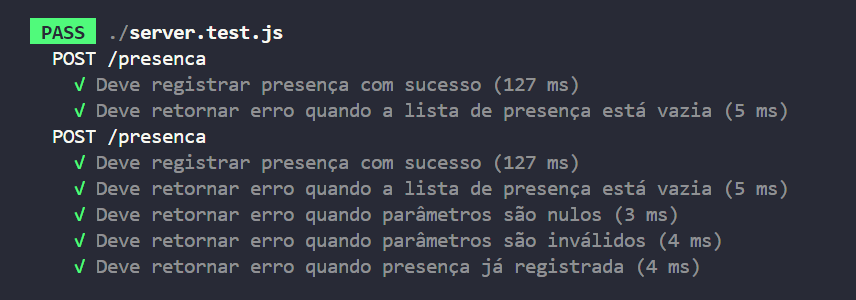 PASS ./server.test.js
POST /presenca
√ Deve registrar presença com sucesso (127 ms)
√ Deve retornar erro quando a lista de presença está vazia (5 ms)
POST /presenca
√ Deve registrar presença com sucesso (127 ms)
√ Deve retornar erro quando a lista de presença está vazia (5 ms)
√ Deve retornar erro quando parâmetros são nulos (3 ms)
√ Deve retornar erro quando parâmetros são inválidos (4 ms)
√ Deve retornar erro quando presença já registrada (4 ms)